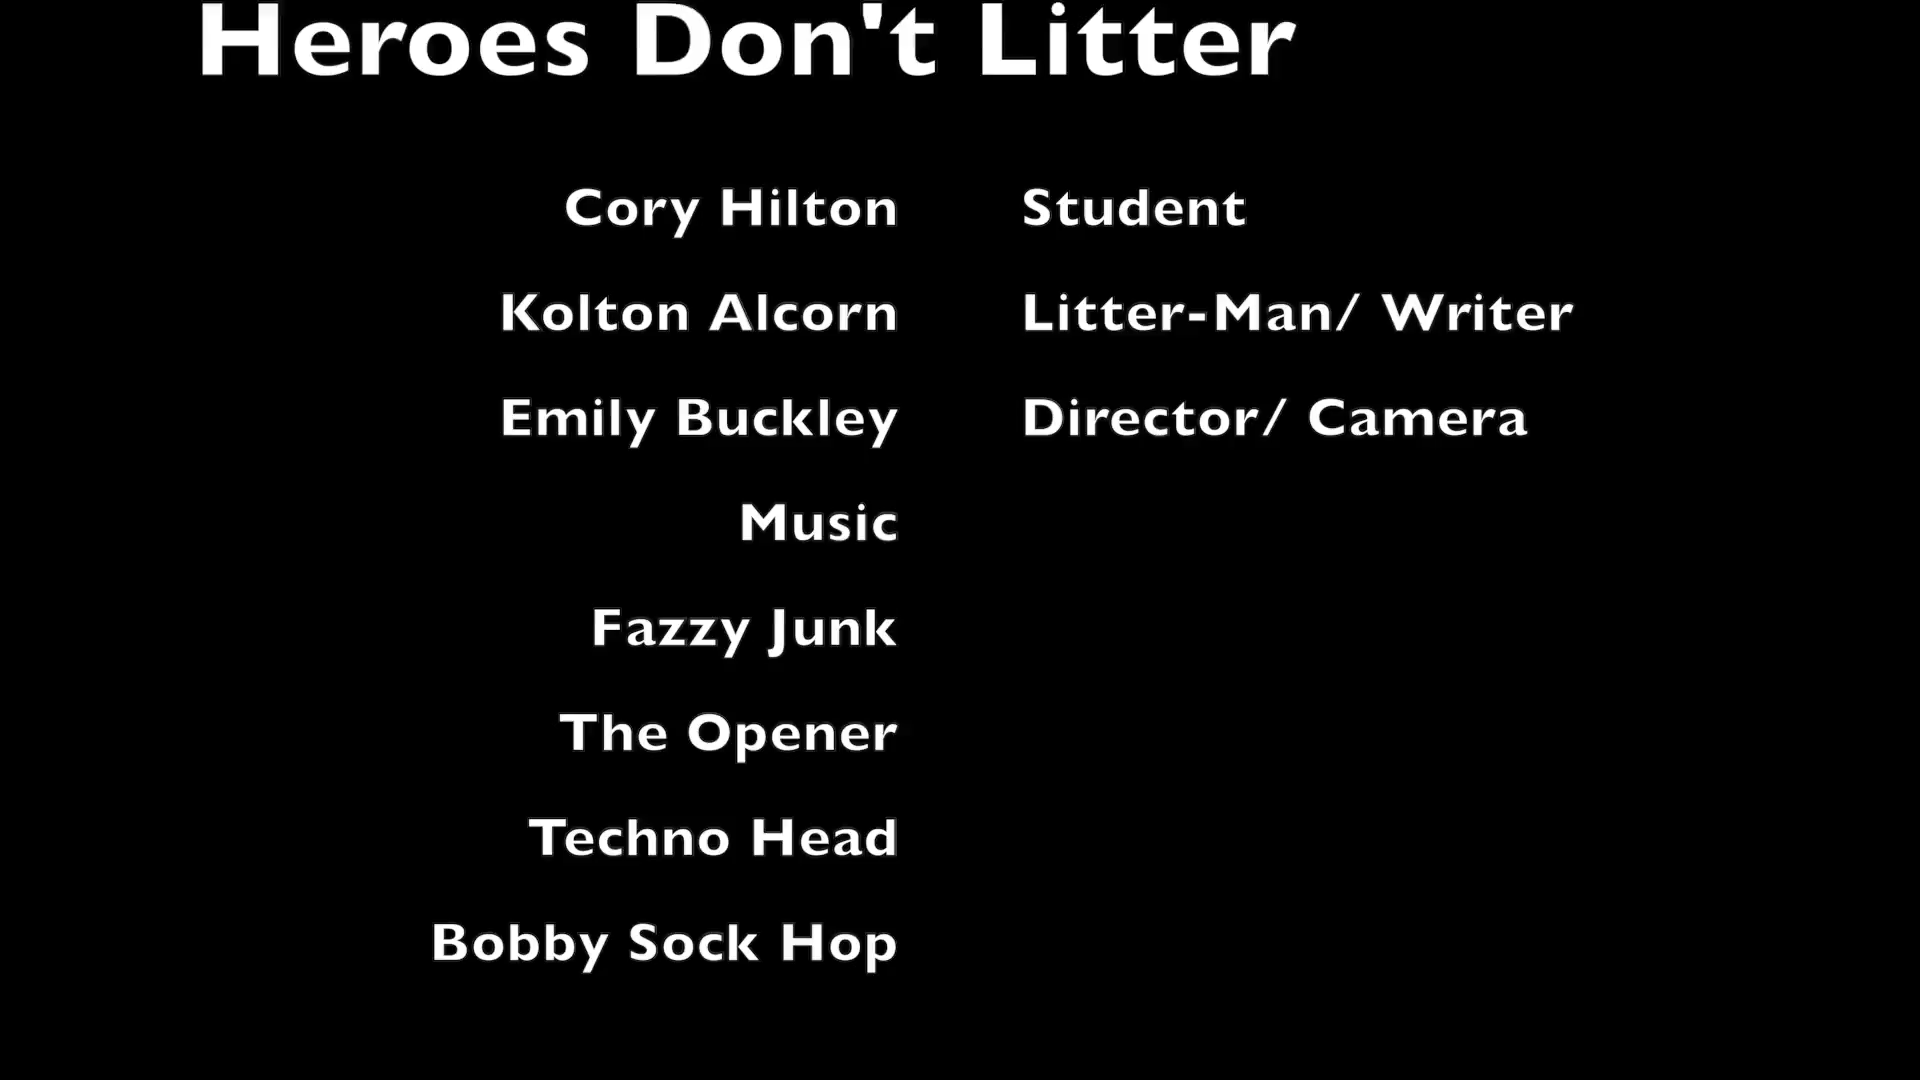 Heroes Don't Litter
Cory Hilton Student
Kolton Alcorn Litter-Man/ Writer
Emily Buckley Director/ Camera
Music
Fazzy Junk
The Opener
Techno Head
Bobby Sock Hop